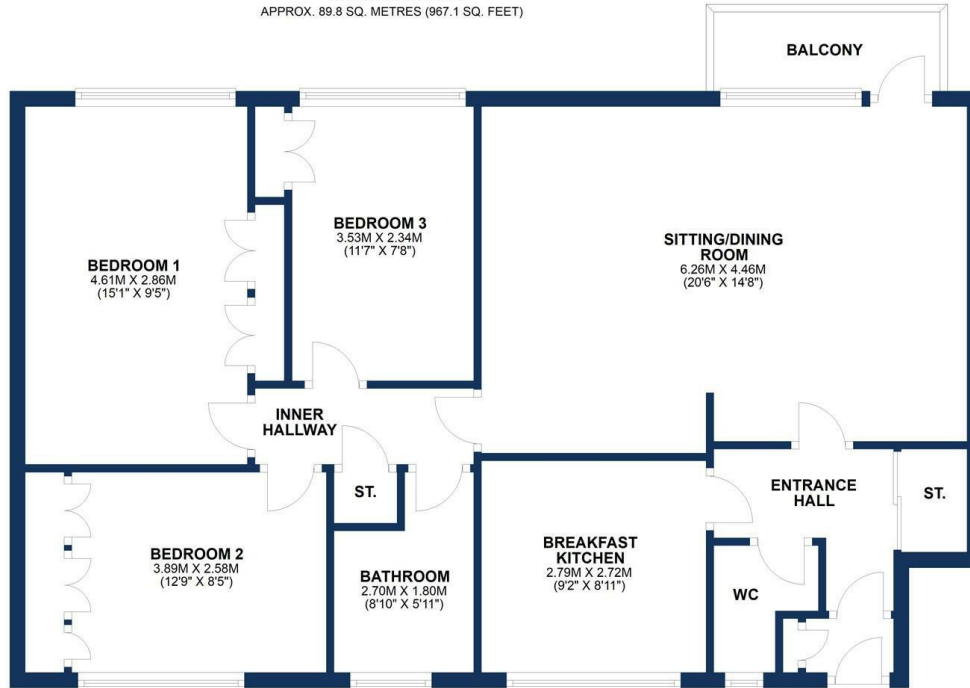 APPROX. 89.8 SQ. METRES (967.1 SQ. FEET)
BALCONY
BEDROOM 1
4.61M X 2.86M
(15'1" X 9'5")
BEDROOM 3
3.53M X 2.34M
(11'7" X 7'8")
SITTING/DINING
ROOM
6.26M X 4.46M
(20'6" X 14'8")
INNER
HALLWAY
ST.
ENTRANCE
HALL
ST.
BEDROOM 2
3.89M X 2.58M
(12'9" X 8'5")
BATHROOM
2.70M X 1.80M
(8'10" X 5'11")
BREAKFAST
KITCHEN
2.79M X 2.72M
(9'2" X 8'11")
WC